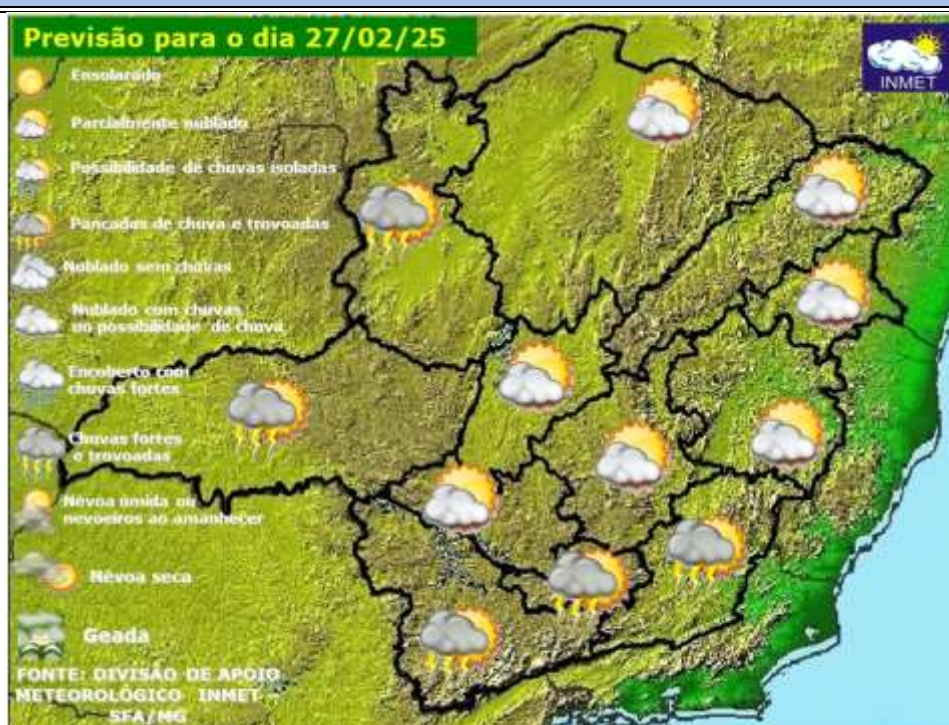 Previsão para o dia 27/02/25
INMET
Ensolarado
Parcialmente nublado
Possibilidade de chuvas isoladas
Pancadas de chuva e trovoadas
Nublado sem chuvas
Nublado com chuvas
ou possibilidade de chuva
Encoberto com
chuvas fortes
Chuvas fortes
e trovoadas
Névoa úmida ou
nevoeiros ao amanhecer
Névoa seca
Geada
FONTE: DIVISÃO DE APOIO
METEOROLÓGICO INMET -
SFA/MG